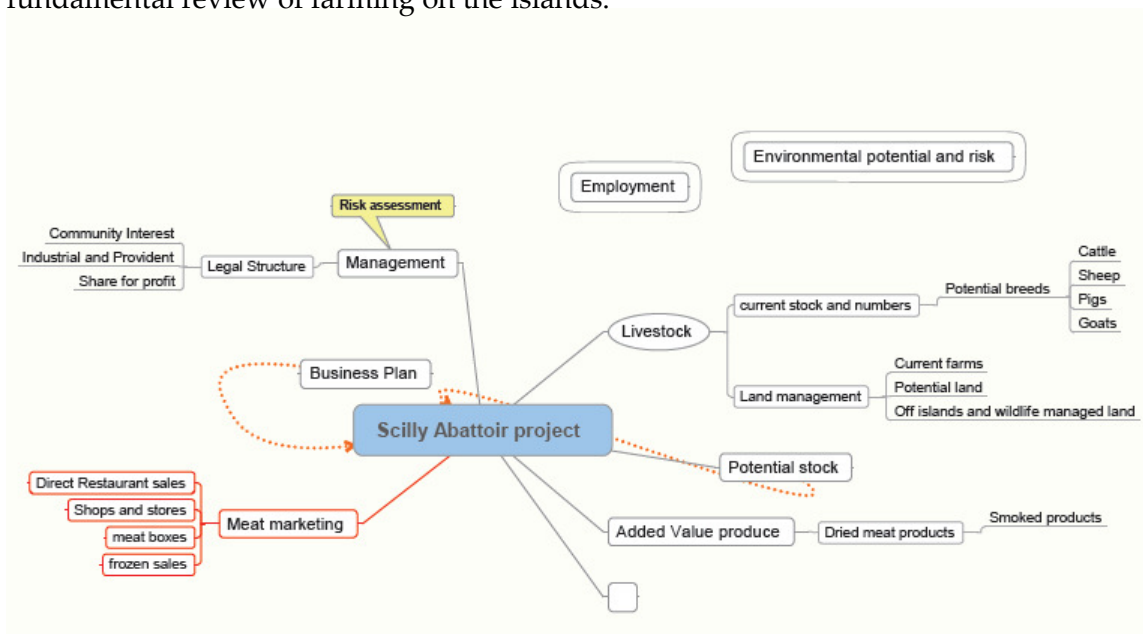 fundamental review of farming on the islands.
Environmental potential and risk
Employment
Risk assessment
Management
Legal Structure
Community Interest
Industrial and Provident
Share for profit
Business Plan
Scilly Abattoir project
Livestock
current stock and numbers
Potential breeds
Cattle
Sheep
Pigs
Goats
Land management
Current farms
Potential land
Off islands and wildlife managed land
Potential stock
Added Value produce
Dried meat products
Smoked products
Meat marketing
Direct Restaurant sales
Shops and stores
meat boxes
frozen sales